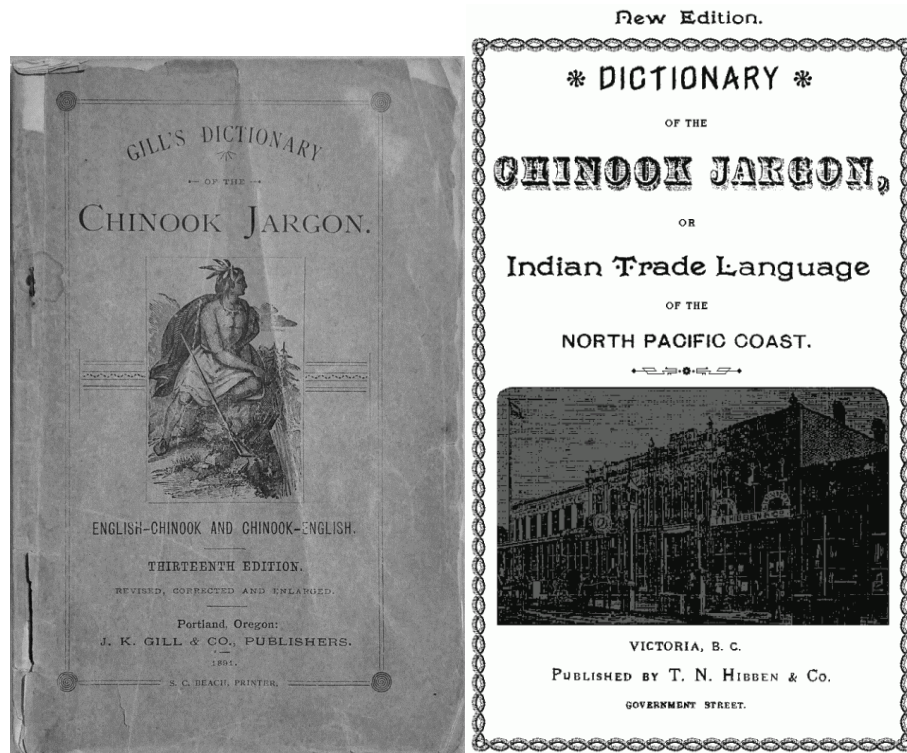 GILL'S DICTIONARY
OF THE
CHINOOK JARGON.
ENGLISH-CHINOOK AND CHINOOK-ENGLISH.
THIRTEENTH EDITION.
REVISED, CORRECTED AND ENLARGED.
Portland, Oregon:
J. K. GILL & CO., PUBLISHERS.
1891.
S. C. BEACH, PRINTER,
New Edition.
DICTIONARY
OF THE
CHINOOK JARGON,
OR
Indian Trade Language
OF THE
NORTH PACIFIC COAST.
VICTORIA, B. C.
PUBLISHED BY T. N. HIBBEN & CO.
GOVERNMENT STREET.